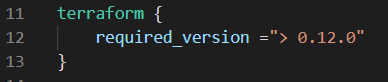 11 terraform {
12 required_version ="> 0.12.0"
13 }